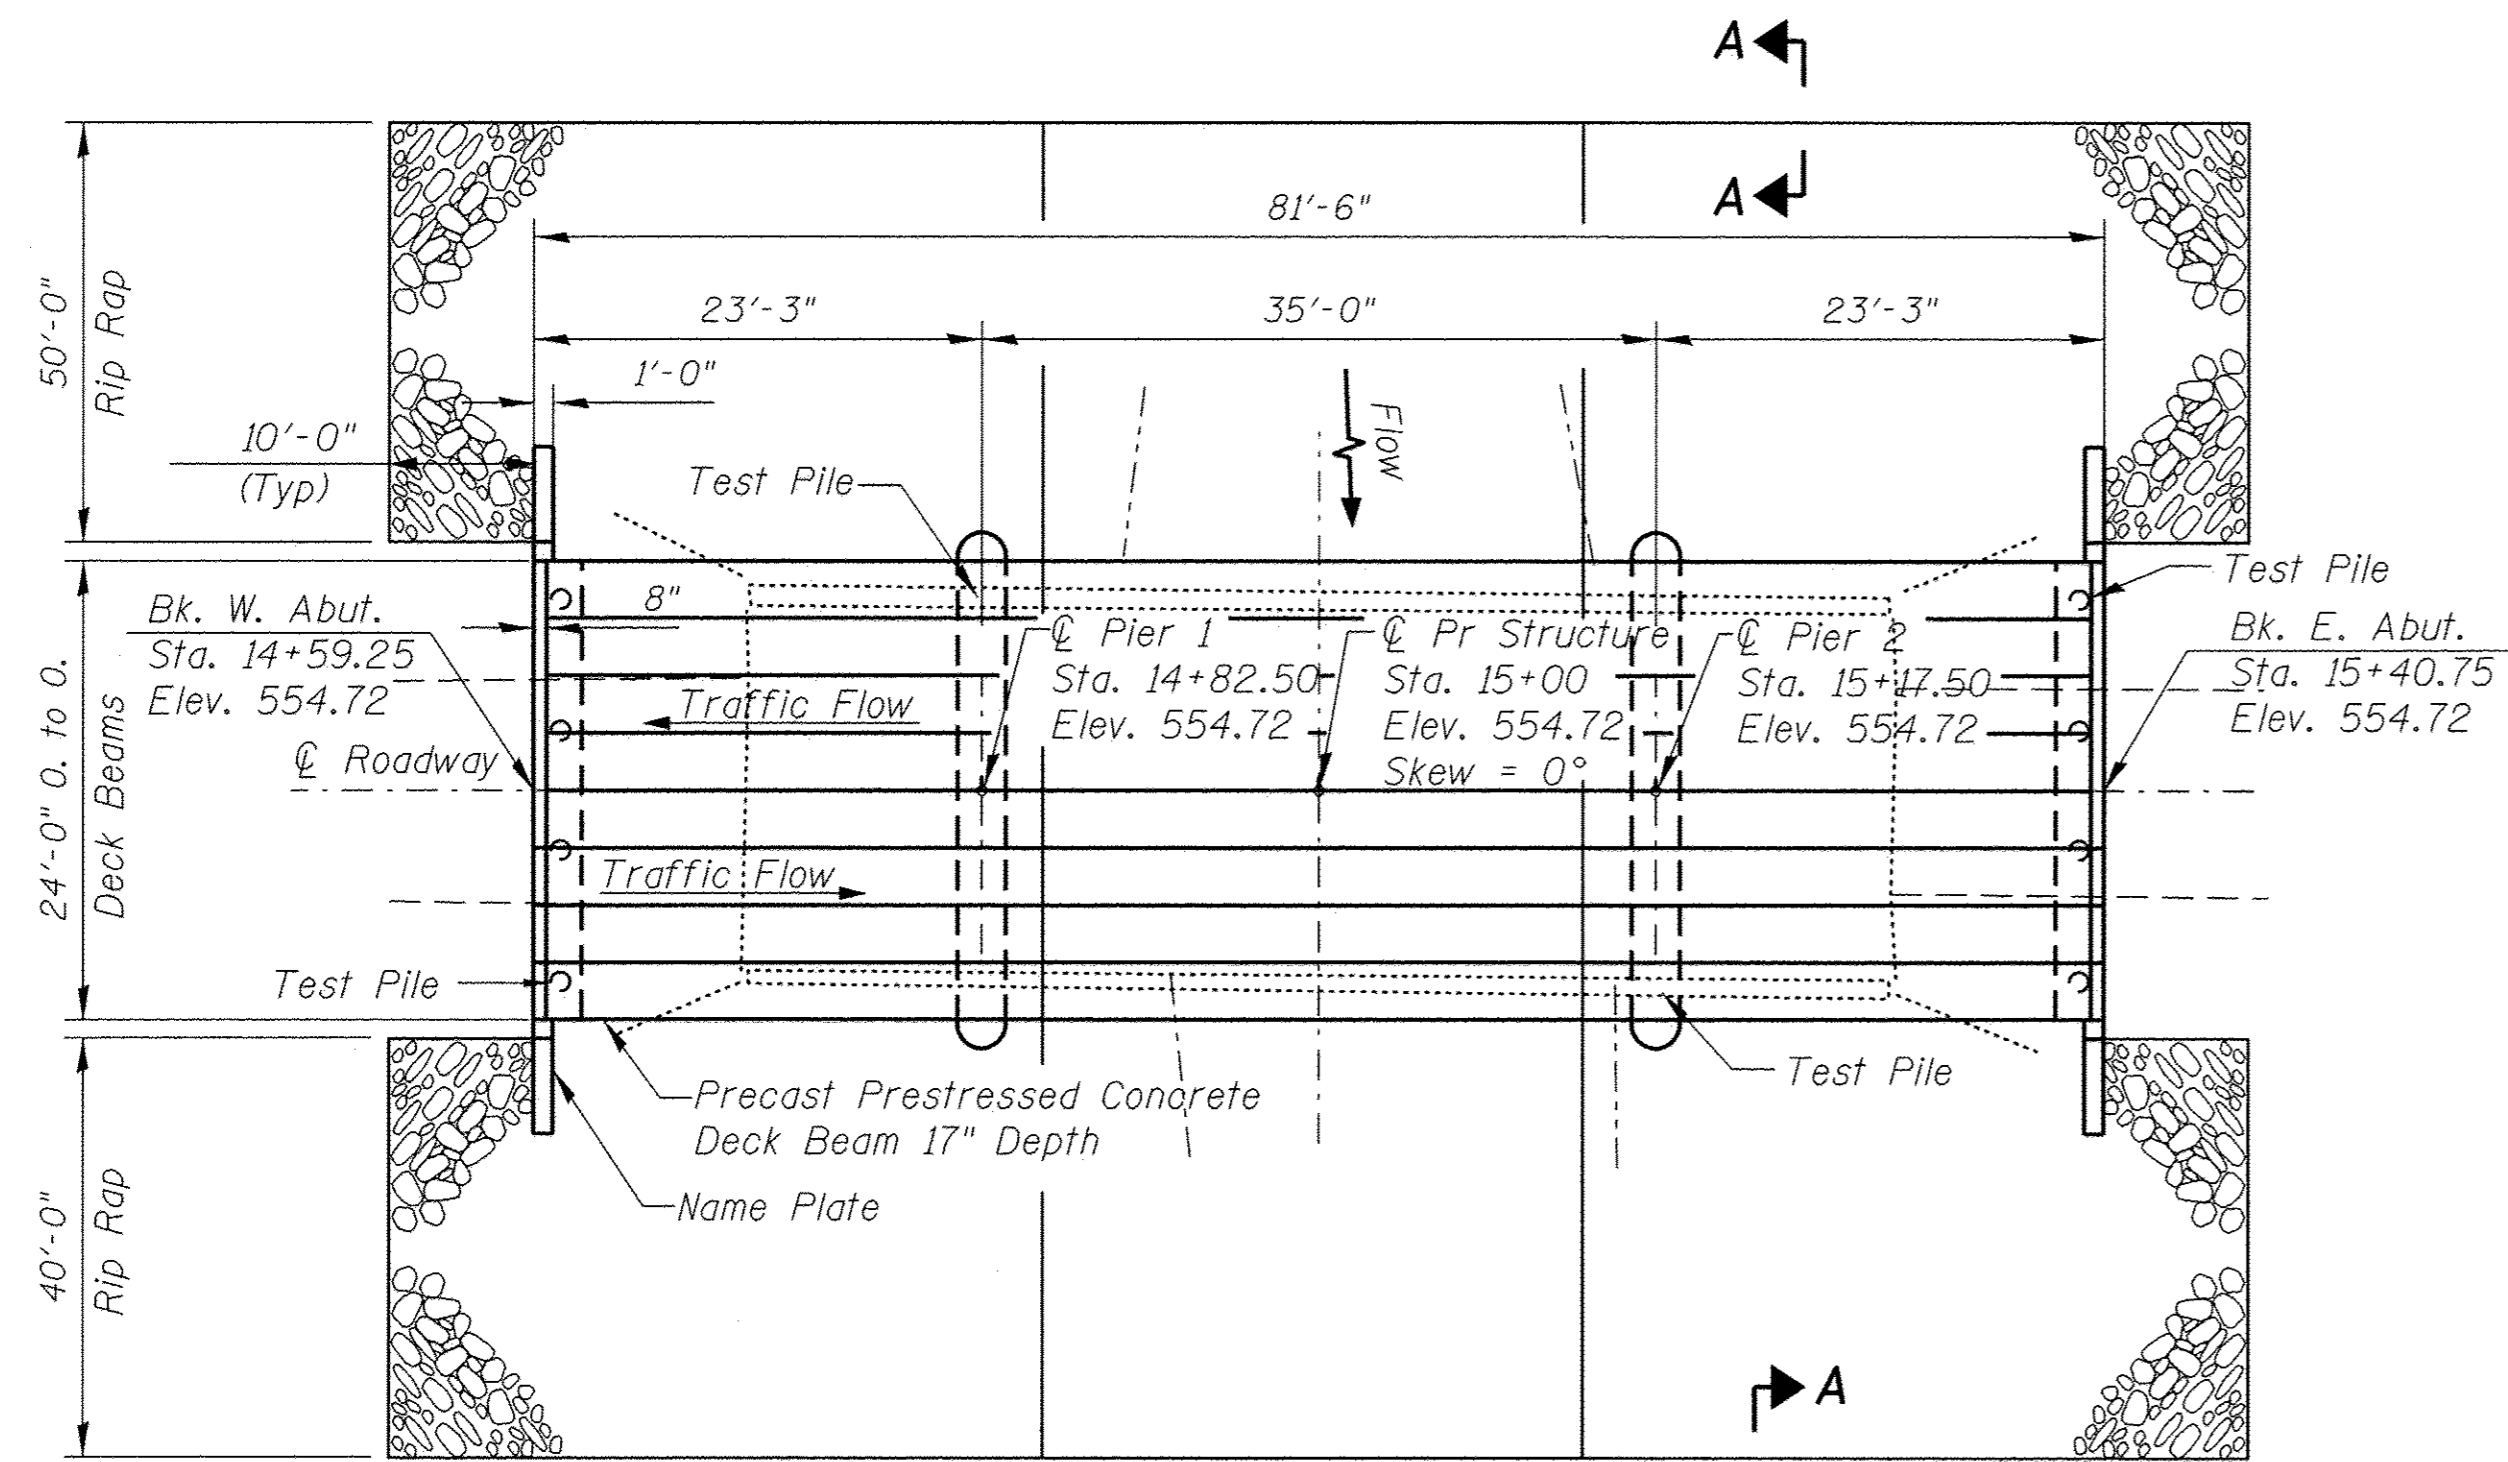 A
A
81'-6"
23'-3"
35'-0"
23'-3"
1'-0"
50'-0"
Rip Rap
10'-0"
(Typ)
Flow
Test Pile
Test Pile
8"
Bk. W. Abut.
Sta. 14+59.25
Elev. 554.72
℄ Pier 1
Sta. 14+82.50
Elev. 554.72
℄ Pr Structure
Sta. 15+00
Elev. 554.72
Skew = 0°
℄ Pier 2
Sta. 15+17.50
Elev. 554.72
Bk. E. Abut.
Sta. 15+40.75
Elev. 554.72
Traffic Flow
℄ Roadway
24'-0" O. to O.
Deck Beams
Traffic Flow
Test Pile
Test Pile
Precast Prestressed Concrete
Deck Beam 17" Depth
Name Plate
40'-0"
Rip Rap
A